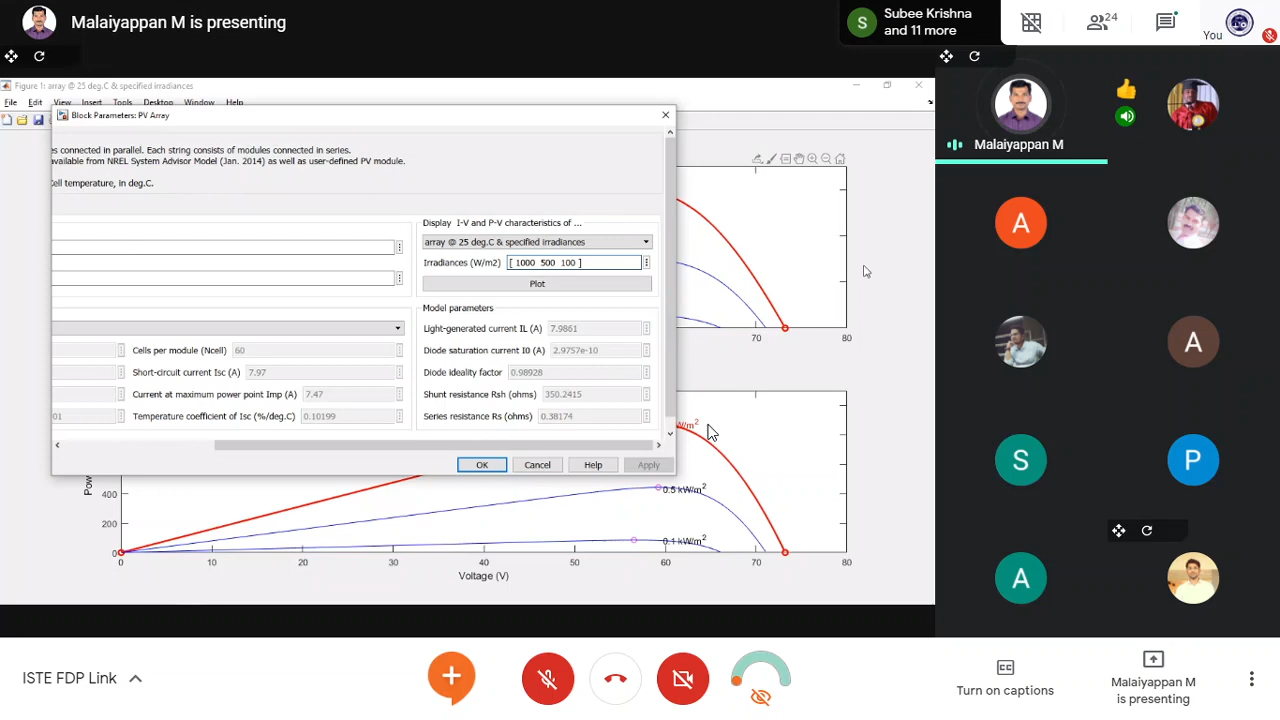 Malaiyappan M is presenting
S
Subee Krishna
and 11 more
24
You
Figure 1: array @ 25 deg.C & specified irradiances
File Edit View Insert Tools Desktop Window Help
Block Parameters: PV Array
es connected in parallel. Each string consists of modules connected in series.
vailable from NREL System Advisor Model (Jan. 2014) as well as user-defined PV module.
Cell temperature, in deg.C.
Display I-V and P-V characteristics of ...
array @ 25 deg.C & specified irradiances
Irradiances (W/m2) [ 1000 500 100 ]
Plot
Model parameters
Light-generated current IL (A) 7.9861
Cells per module (Ncell) 60
Diode saturation current I0 (A) 2.9757e-10
Short-circuit current Isc (A) 7.97
Diode ideality factor 0.98928
Current at maximum power point Imp (A) 7.47
Shunt resistance Rsh (ohms) 350.2415
01 Temperature coefficient of Isc (%/deg.C) 0.10199
Series resistance Rs (ohms) 0.38174
OK Cancel Help Apply
70 80
W/m2
0.5 kW/m2
0.1 kW/m2
Pow
400
200
0
0 10 20 30 40 50 60 70 80
Voltage (V)
Malaiyappan M
A
A
S
P
A
ISTE FDP Link
Turn on captions
Malaiyappan M
is presenting